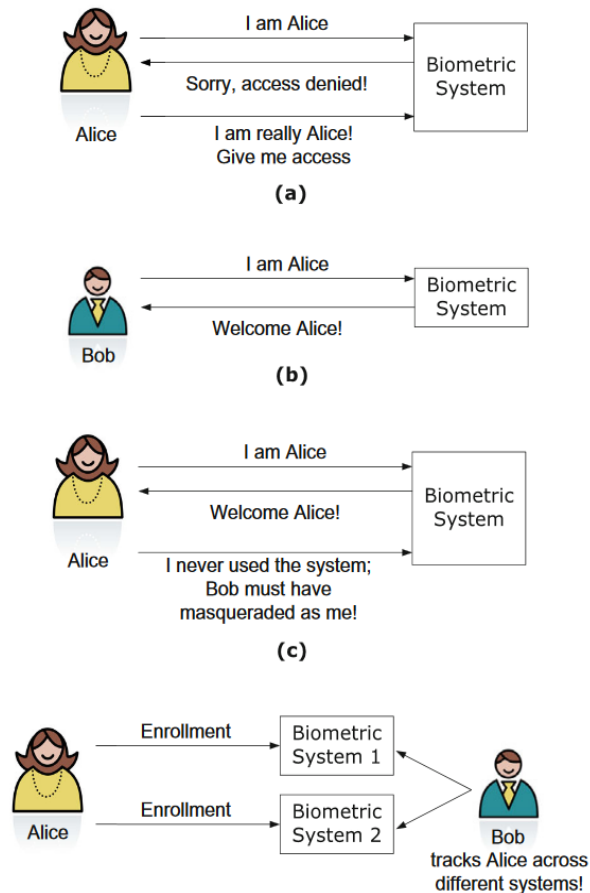 I am Alice
Sorry, access denied!
Biometric
System
Alice
I am really Alice!
Give me access
(a)
I am Alice
Biometric
System
Welcome Alice!
Bob
(b)
I am Alice
Welcome Alice!
Biometric
System
Alice
I never used the system;
Bob must have
masqueraded as me!
(c)
Enrollment
Biometric
System 1
Enrollment
Biometric
System 2
Alice
Bob
tracks Alice across
different systems!